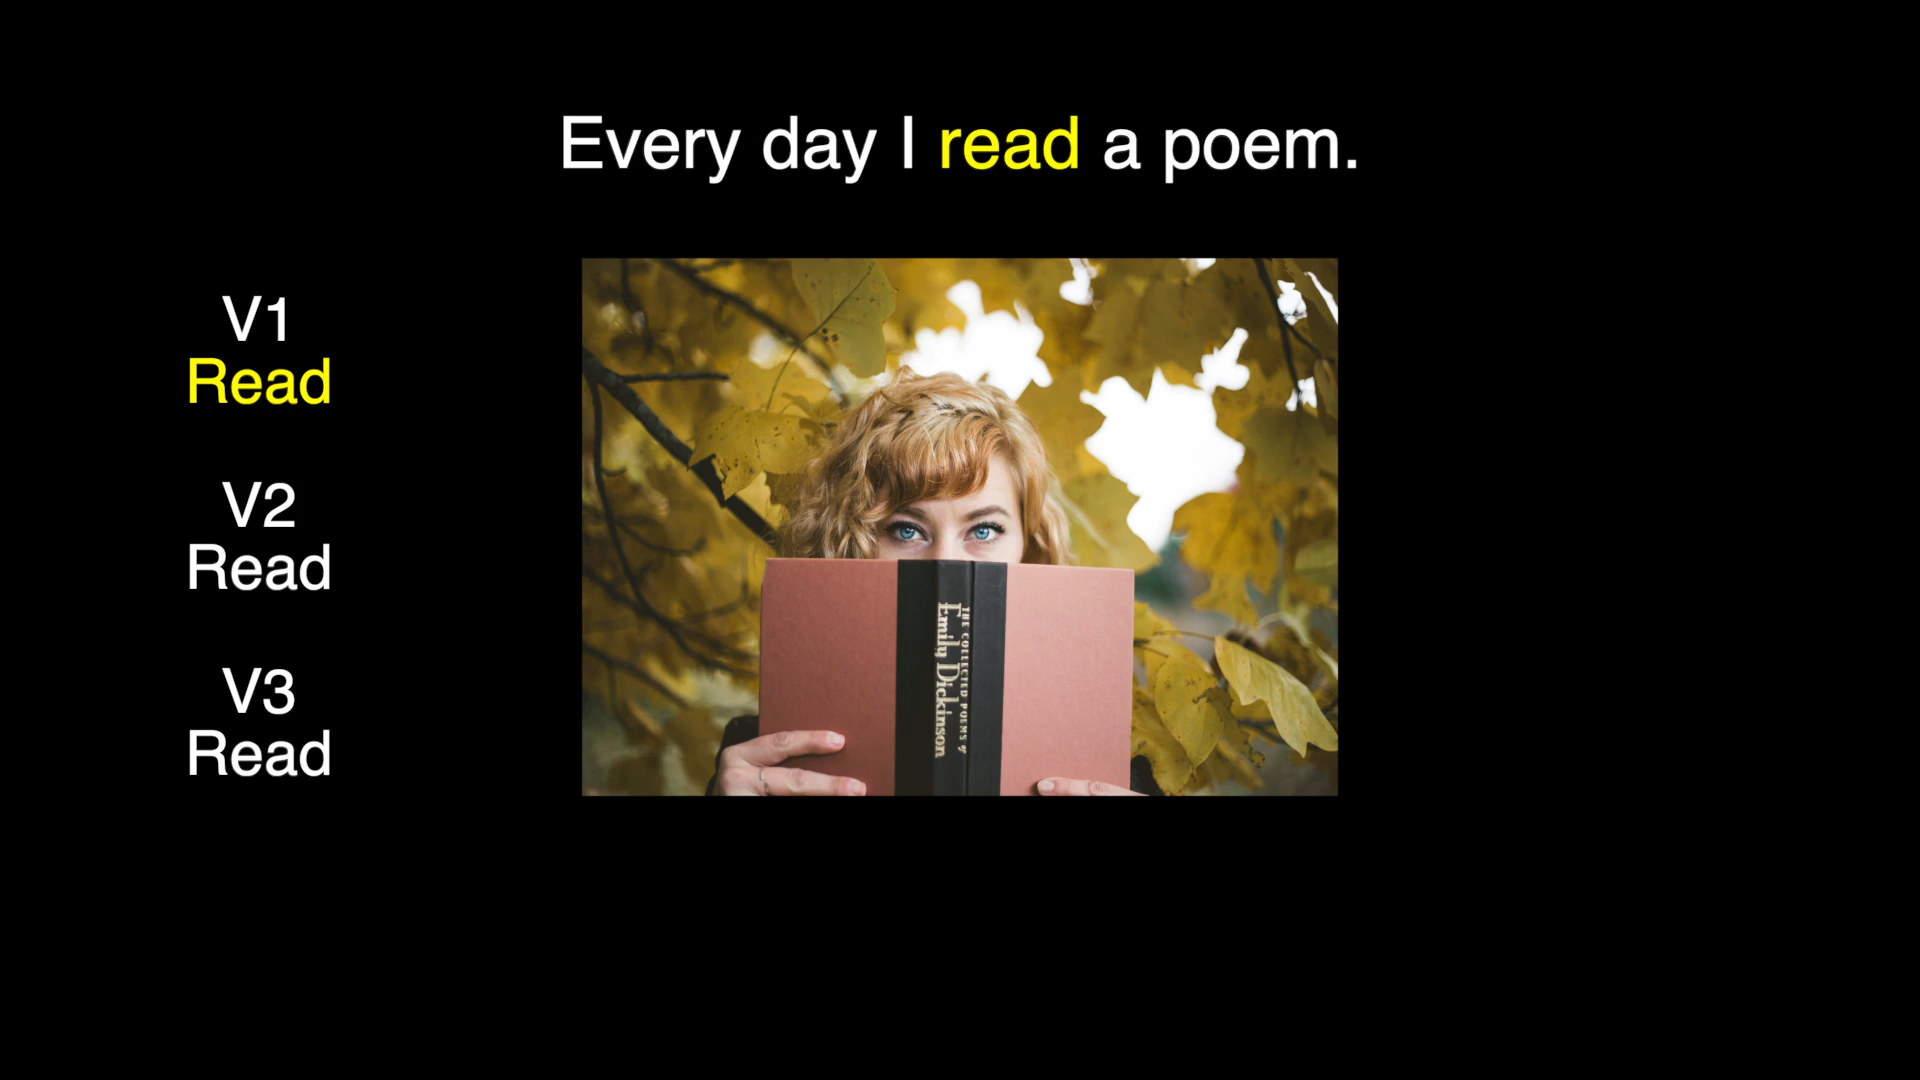 Every day I read a poem.
V1
Read
V2
Read
V3
Read
THE COLLECTED POEMS of
Emily Dickinson